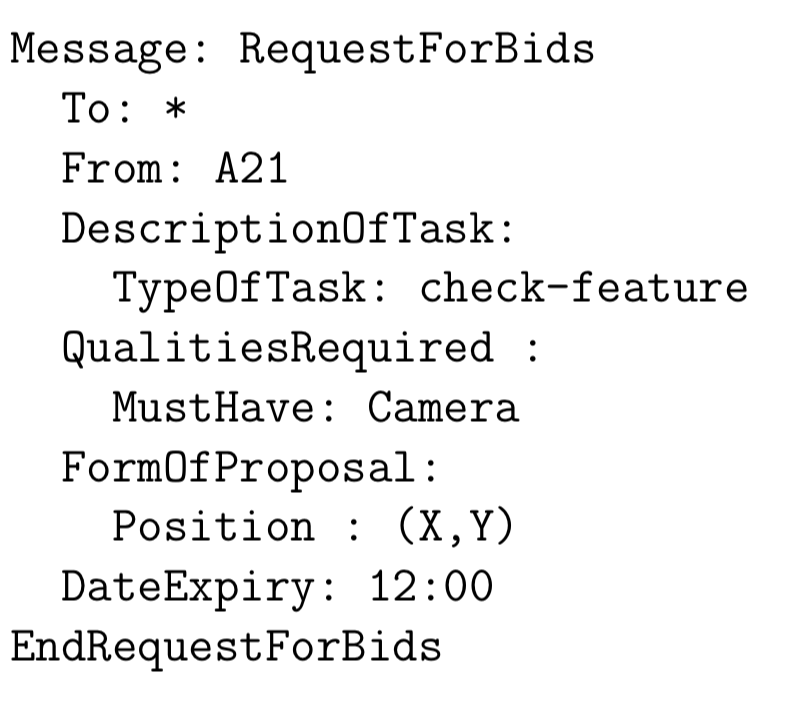 Message: RequestForBids
To: *
From: A21
DescriptionOfTask:
TypeOfTask: check-feature
QualitiesRequired :
MustHave: Camera
FormOfProposal:
Position : (X,Y)
DateExpiry: 12:00
EndRequestForBids